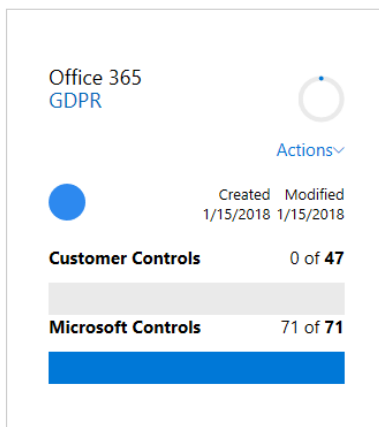 Office 365
GDPR
Actions
Created Modified
1/15/2018 1/15/2018
Customer Controls 0 of 47
Microsoft Controls 71 of 71